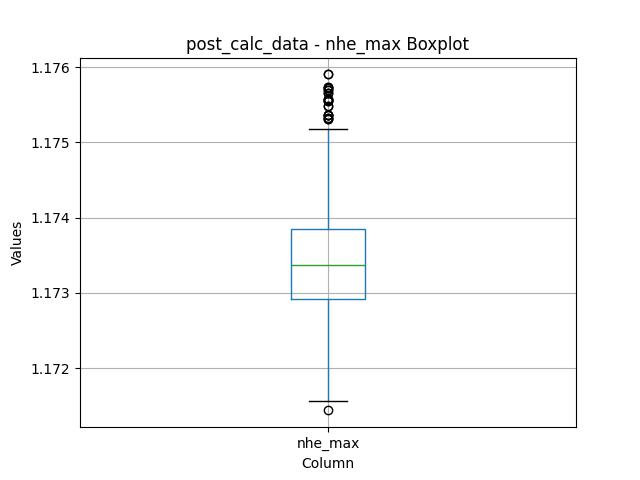 post_calc_data - nhe_max Boxplot
1.176
1.175
1.174
1.173
1.172
Values
nhe_max
Column